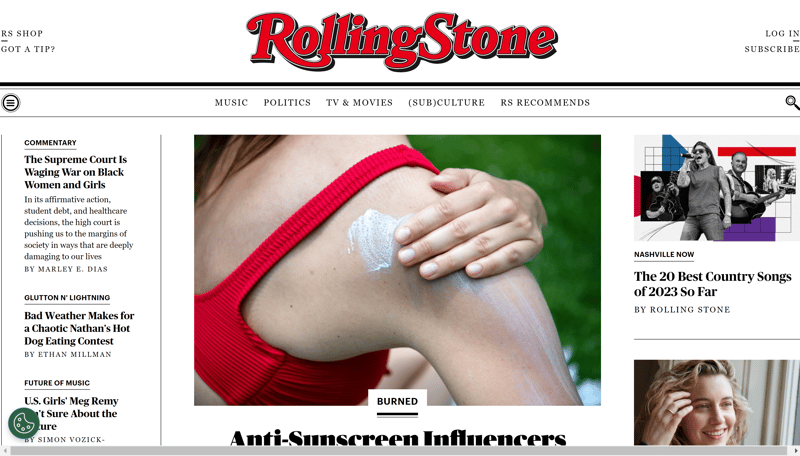 RS SHOP
GOT A TIP?
RollingStone
LOG IN
SUBSCRIBE
MUSIC POLITICS TV & MOVIES (SUB)CULTURE RS RECOMMENDS
COMMENTARY
The Supreme Court Is
Waging War on Black
Women and Girls
In its affirmative action,
student debt, and healthcare
decisions, the high court is
pushing us to the margins of
society in ways that are deeply
damaging to our lives
BY MARLEY E. DIAS
GLUTTON N' LIGHTNING
Bad Weather Makes for
a Chaotic Nathan's Hot
Dog Eating Contest
BY ETHAN MILLMAN
FUTURE OF MUSIC
U.S. Girls' Meg Remy
Sure About the
BY SIMON VOZICK-
BURNED
Anti-Sunscreen Influencers
NASHVILLE NOW
The 20 Best Country Songs
of 2023 So Far
BY ROLLING STONE